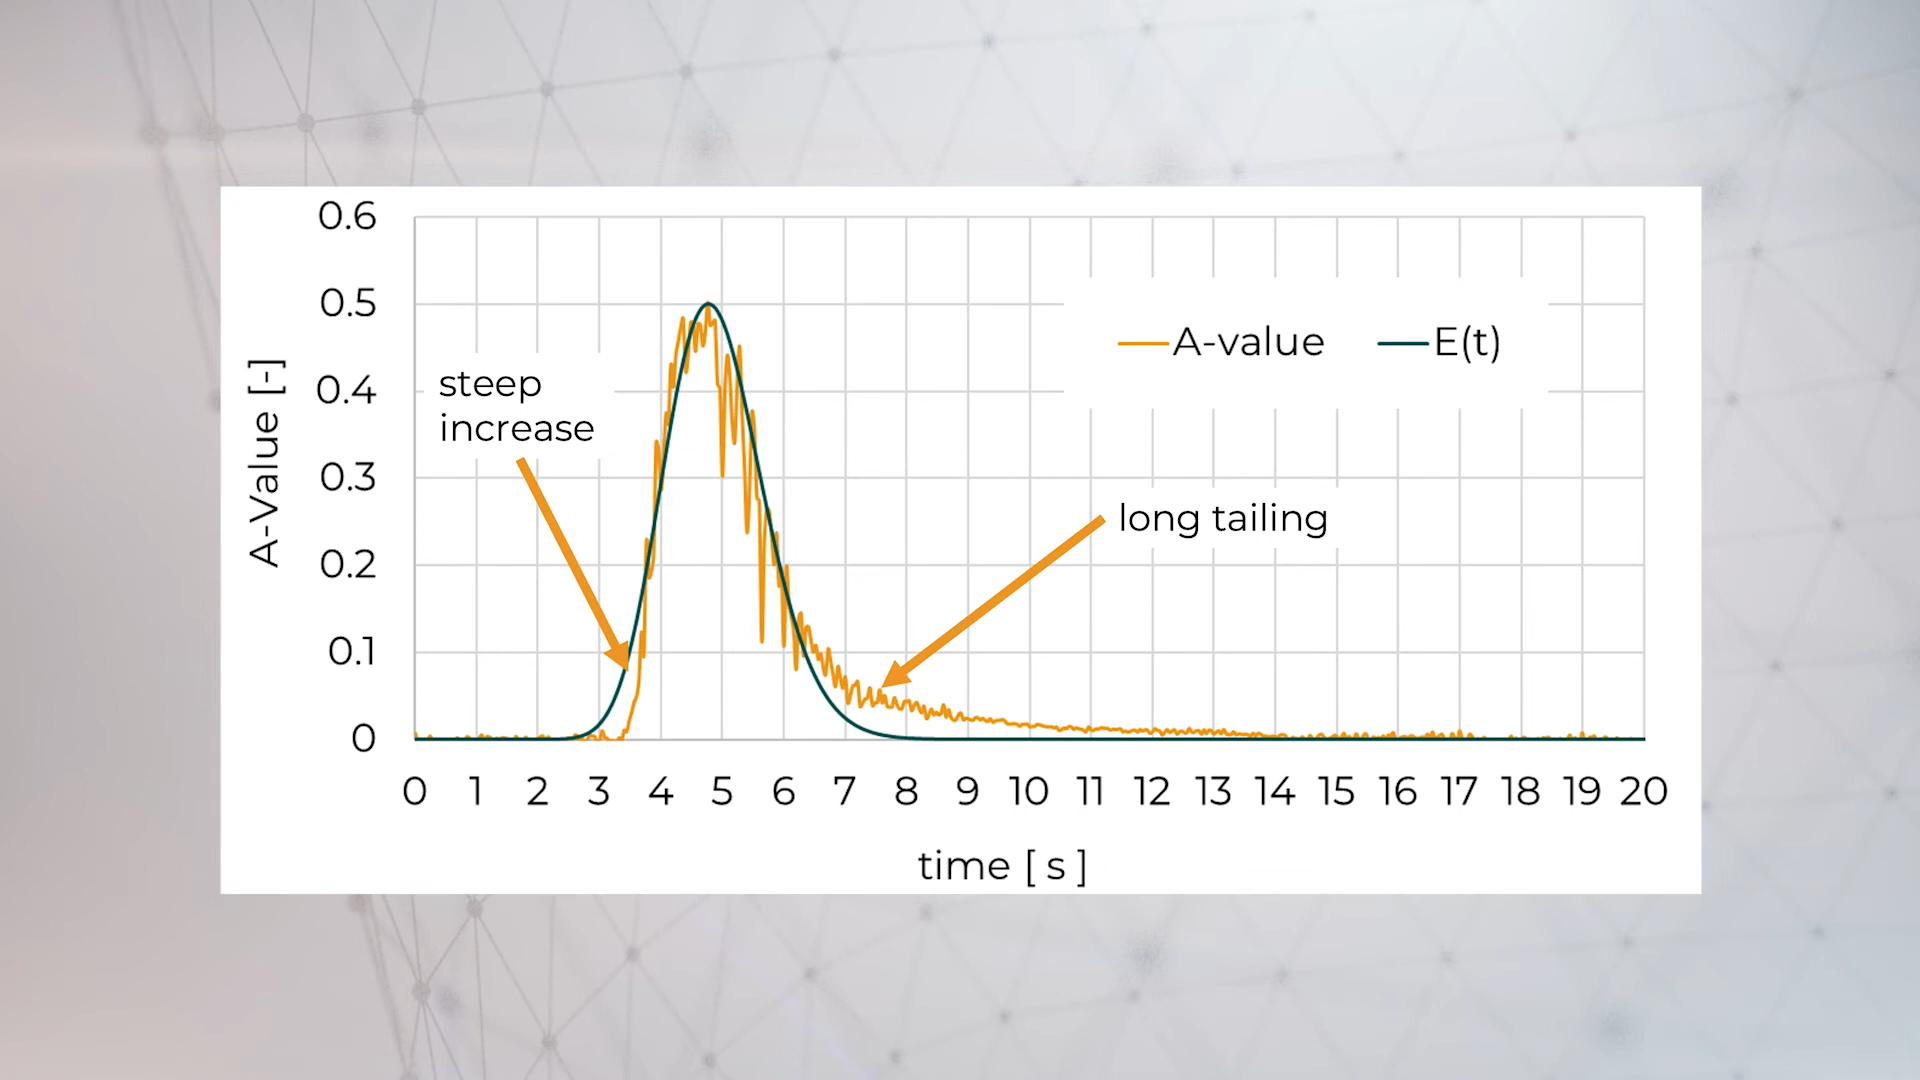 0.6
0.5
0.4
0.3
0.2
0.1
0
A-Value [-]
steep
increase
A-value
E(t)
long tailing
0 1 2 3 4 5 6 7 8 9 10 11 12 13 14 15 16 17 18 19 20
time [ s ]